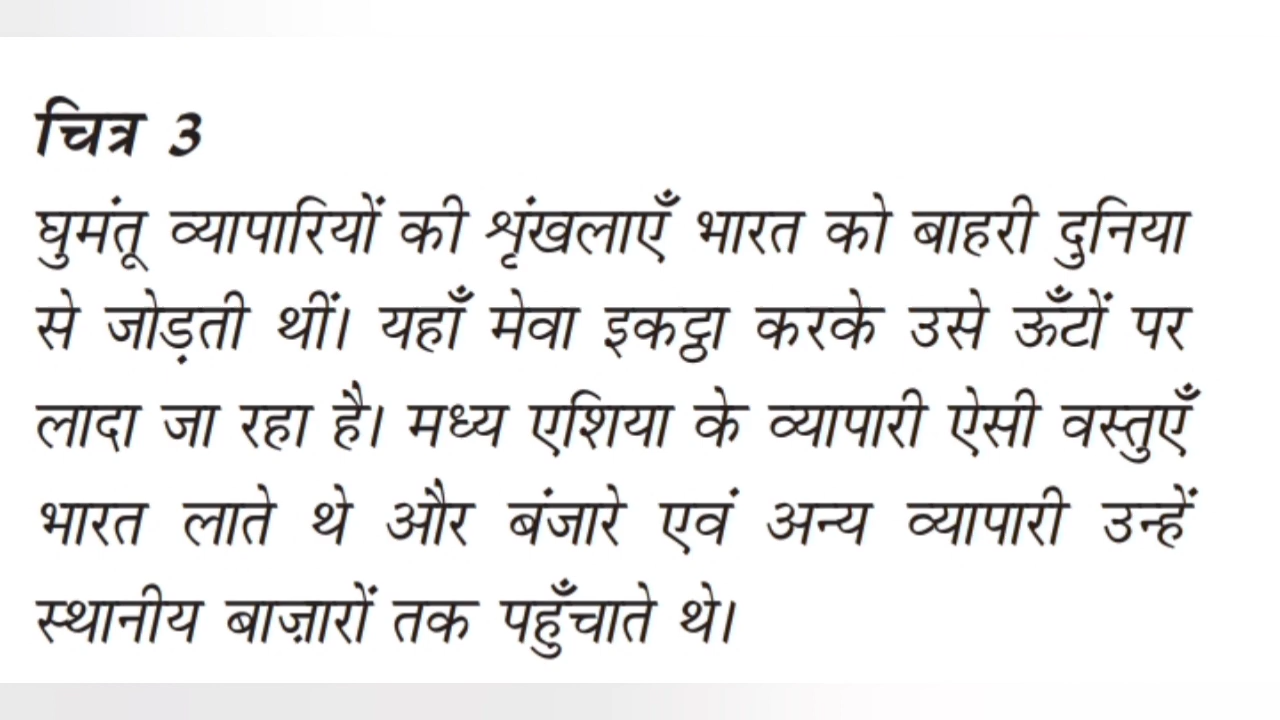 चित्र 3
घुमंतू व्यापारियों की शृंखलाएँ भारत को बाहरी दुनिया
से जोड़ती थीं। यहाँ मेवा इकट्ठा करके उसे ऊँटों पर
लादा जा रहा है। मध्य एशिया के व्यापारी ऐसी वस्तुएँ
भारत लाते थे और बंजारे एवं अन्य व्यापारी उन्हें
स्थानीय बाज़ारों तक पहुँचाते थे।